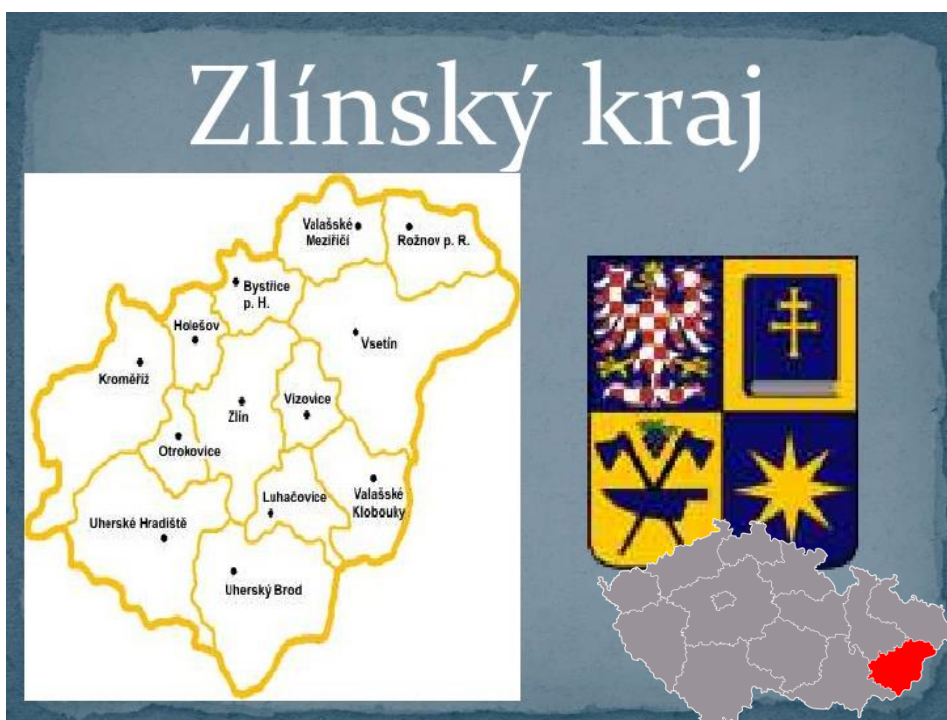 Zlínský kraj
Valašské
Meziříčí
Rožnov p. R.
Bystřice
p. H.
Holešov
Vsetín
Kroměříž
Zlín
Vizovice
Otrokovice
Luhačovice
Valašské
Klobouky
Uherské Hradiště
Uherský Brod